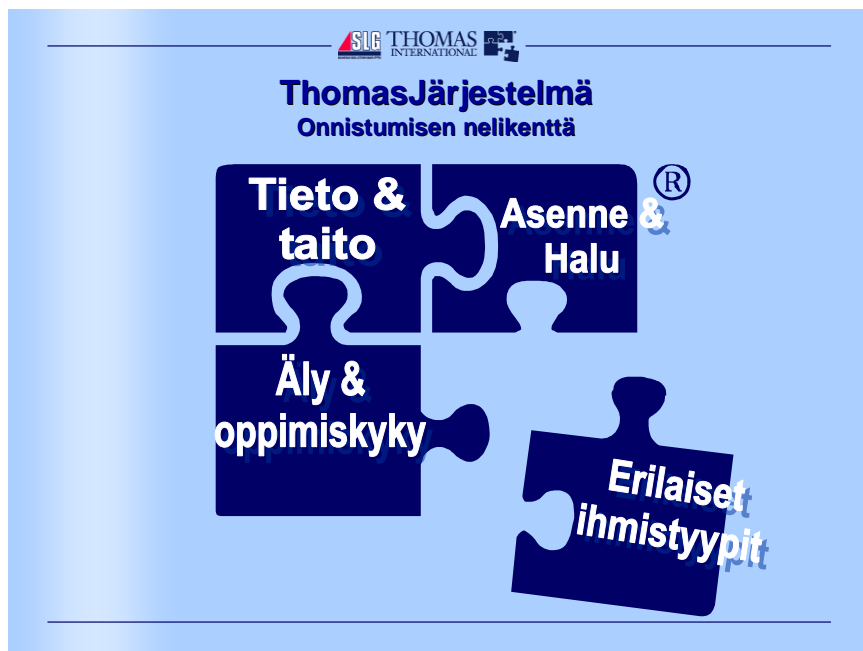 SLG THOMAS
INTERNATIONAL
ThomasJärjestelmä
Onnistumisen nelikenttä
®
Tieto &
taito
Asenne &
Halu
Äly &
oppimiskyky
Erilaiset
ihmistyypit